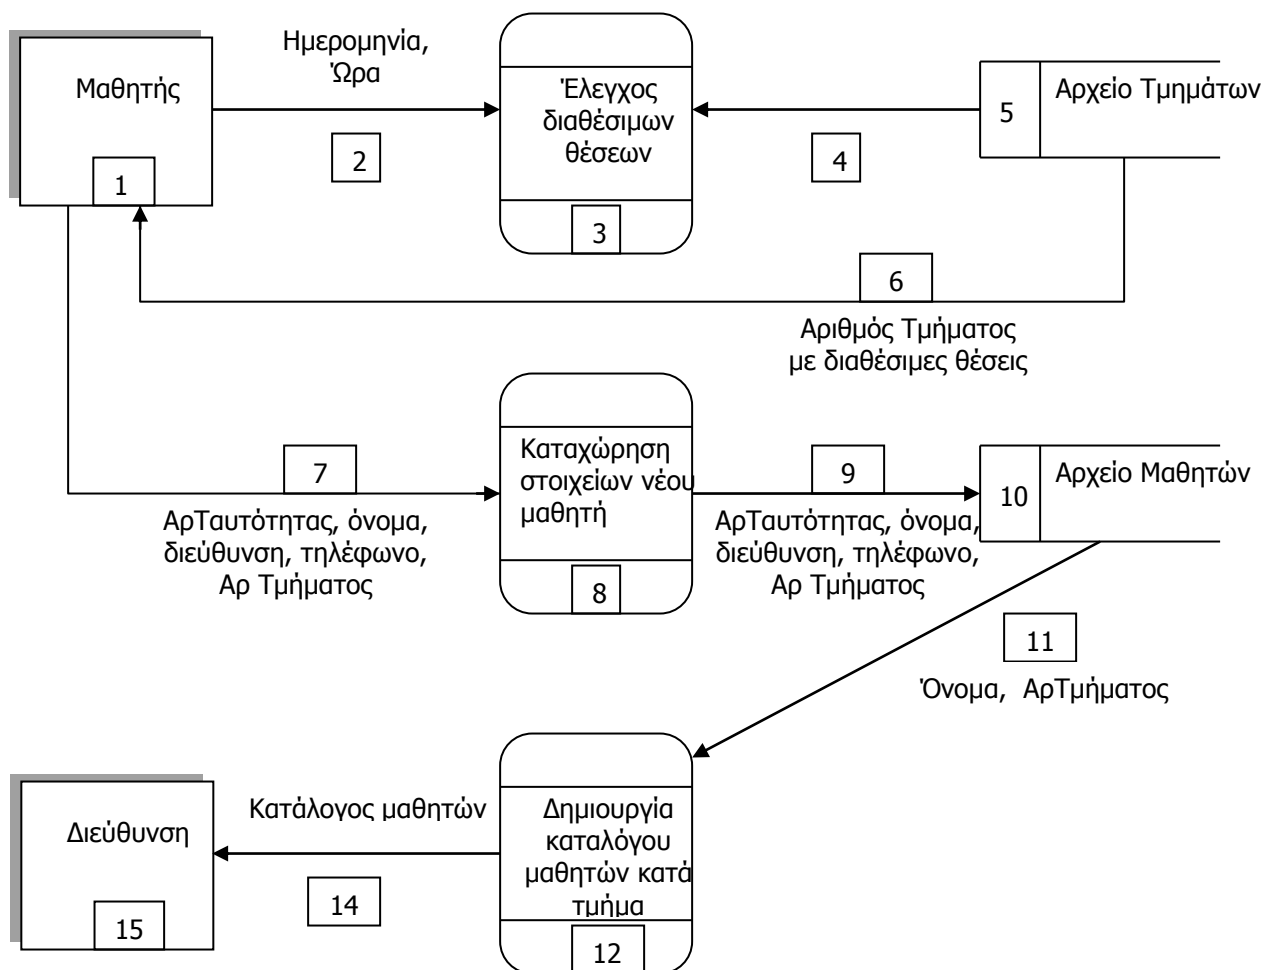 Ημερομηνία,
Ώρα
Μαθητής
1
2
Έλεγχος
διαθέσιμων
θέσεων
3
4
5
Αρχείο Τμημάτων
6
Αριθμός Τμήματος
με διαθέσιμες θέσεις
7
ΑρΤαυτότητας, όνομα,
διεύθυνση, τηλέφωνο,
Αρ Τμήματος
Καταχώρηση
στοιχείων νέου
μαθητή
8
9
ΑρΤαυτότητας, όνομα,
διεύθυνση, τηλέφωνο,
Αρ Τμήματος
10
Αρχείο Μαθητών
11
Όνομα, ΑρΤμήματος
Δημιουργία
καταλόγου
μαθητών κατά
τμήμα
12
Κατάλογος μαθητών
14
Διεύθυνση
15